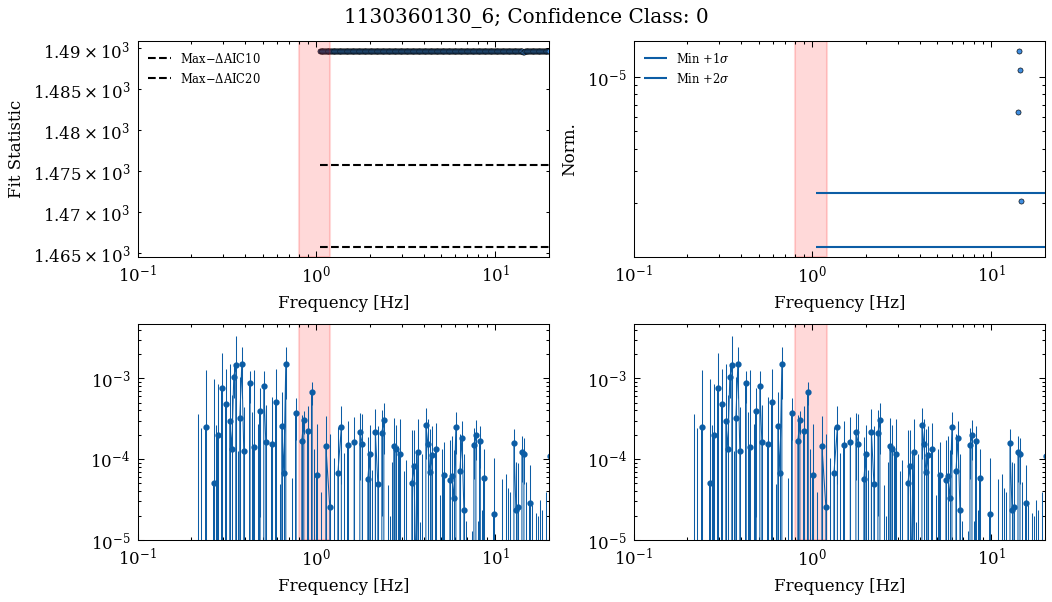 1130360130_6; Confidence Class: 0
1.49 × 10³
1.485 × 10³
1.48 × 10³
1.475 × 10³
1.47 × 10³
1.465 × 10³
Fit Statistic
Max−ΔAIC10
Max−ΔAIC20
10⁻¹
10⁰
10¹
Frequency [Hz]
10⁻⁵
Norm.
Min +1σ
Min +2σ
10⁻¹
10⁰
10¹
Frequency [Hz]
10⁻³
10⁻⁴
10⁻⁵
10⁻¹
10⁰
10¹
Frequency [Hz]
10⁻³
10⁻⁴
10⁻⁵
10⁻¹
10⁰
10¹
Frequency [Hz]